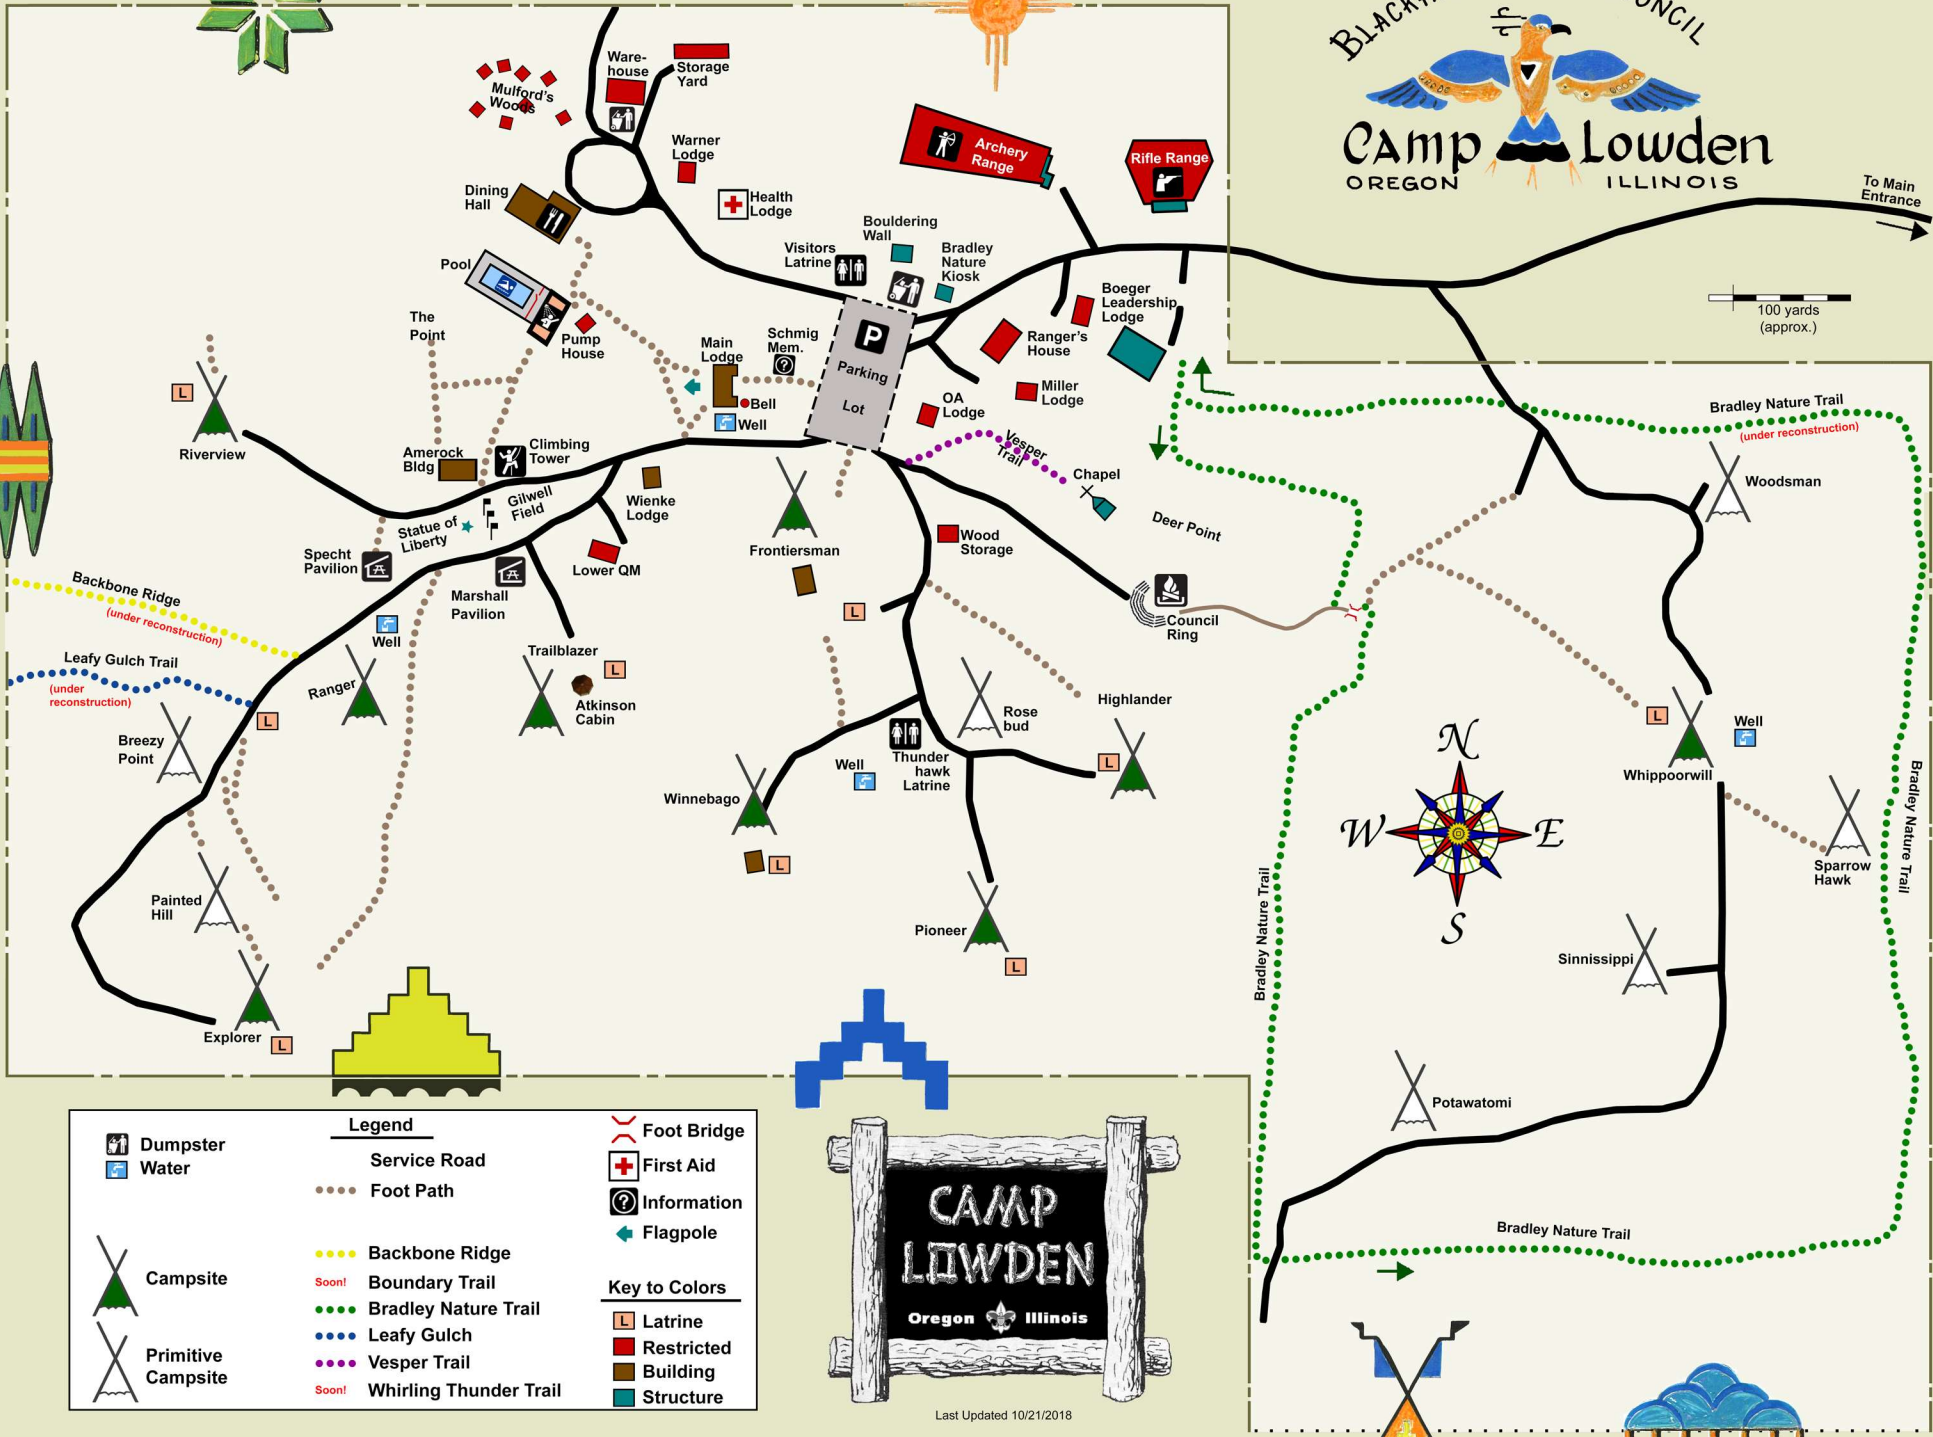 COUNCIL
Camp Lowden
OREGON ILLINOIS
To Main
Entrance
100 yards
(approx.)
Ware-
house
Storage
Yard
Mulford's
Woods
Warner
Lodge
Health
Lodge
Dining
Hall
Archery
Range
Rifle Range
Bouldering
Wall
Visitors
Latrine
Bradley
Nature
Kiosk
Pool
Pump
House
The
Point
Main
Lodge
Schmig
Mem.
?
Bell
Well
P
Parking
Lot
Boeger
Leadership
Lodge
Ranger's
House
Miller
Lodge
OA
Lodge
Vesper
Trail
Chapel
Deer Point
L
Riverview
Amerock
Bldg
Climbing
Tower
Gilwell
Field
Statue of
Liberty
Wienke
Lodge
Lower QM
Specht
Pavilion
Marshall
Pavilion
Frontiersman
L
Wood
Storage
Council
Ring
Bradley Nature Trail
(under reconstruction)
Woodsman
Backbone Ridge
(under reconstruction)
Leafy Gulch Trail
(under
reconstruction)
Well
Ranger
L
Breezy
Point
Trailblazer
L
Atkinson
Cabin
Rose
bud
Highlander
L
Thunder
hawk
Latrine
Well
Winnebago
L
Pioneer
L
Painted
Hill
Explorer
L
L
Well
Whippoorwill
Sparrow
Hawk
Sinnissippi
Potawatomi
N
W E
S
Bradley Nature Trail
Bradley Nature Trail
Bradley Nature Trail
Legend
Dumpster
Water
Service Road
Foot Path
Campsite
Primitive
Campsite
Backbone Ridge
Soon! Boundary Trail
Bradley Nature Trail
Leafy Gulch
Vesper Trail
Soon! Whirling Thunder Trail
Foot Bridge
First Aid
? Information
Flagpole
Key to Colors
L Latrine
Restricted
Building
Structure
CAMP
LOWDEN
Oregon Illinois
Last Updated 10/21/2018